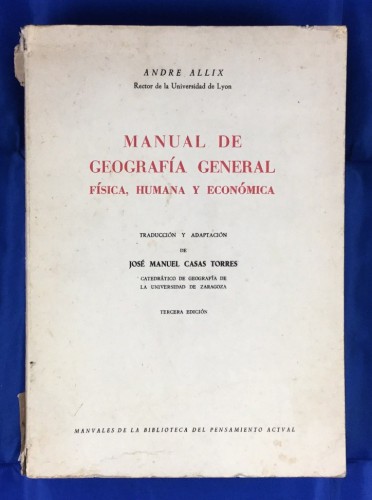 ANDRE ALLIX
Rector de la Universidad de Lyon
MANUAL DE
GEOGRAFÍA GENERAL
FÍSICA, HUMANA Y ECONÓMICA
TRADUCCIÓN Y ADAPTACIÓN
DE
JOSÉ MANUEL CASAS TORRES
CATEDRÁTICO DE GEOGRAFÍA DE
LA UNIVERSIDAD DE ZARAGOZA
TERCERA EDICIÓN
MANVALES DE LA BIBLIOTECA DEL PENSAMIENTO ACTVAL